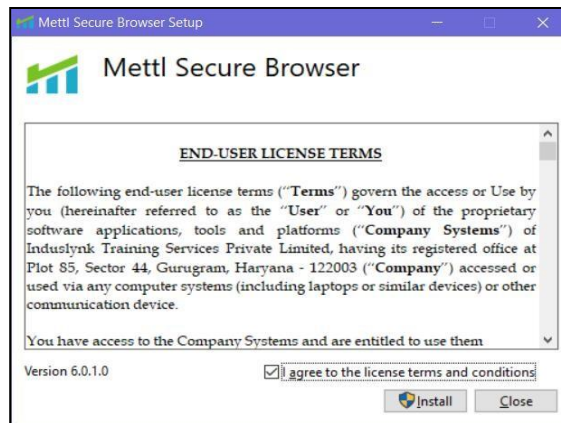 Mettl Secure Browser Setup
Mettl Secure Browser
END-USER LICENSE TERMS
The following end-user license terms (“Terms”) govern the access or Use by
you (hereinafter referred to as the “User” or “You”) of the proprietary
software applications, tools and platforms (“Company Systems”) of
Induslynk Training Services Private Limited, having its registered office at
Plot 85, Sector 44, Gurugram, Haryana - 122003 (“Company”) accessed or
used via any computer systems (including laptops or similar devices) or other
communication device.
You have access to the Company Systems and are entitled to use them
Version 6.0.1.0
I agree to the license terms and conditions
Install
Close